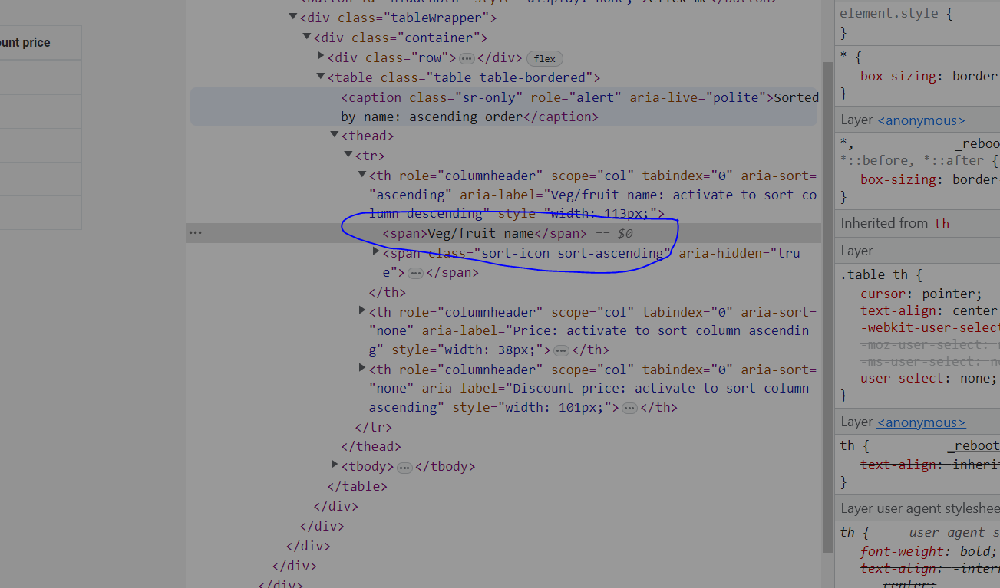 <div class="tableWrapper">
<div class="container">
<div class="row"> ... </div> flex
<table class="table table-bordered">
<caption class="sr-only" role="alert" aria-live="polite">Sorted
by name: ascending order</caption>
<thead>
<tr>
<th role="columnheader" scope="col" tabindex="0" aria-sort=
"ascending" aria-label="Veg/fruit name: activate to sort co
lumn descending" style="width: 113px;">
<span>Veg/fruit name</span> == $0
<span class="sort-icon sort-ascending" aria-hidden="tru
e"> ... </span>
</th>
<th role="columnheader" scope="col" tabindex="0" aria-sort=
"none" aria-label="Price: activate to sort column ascendin
g" style="width: 38px;"> ... </th>
<th role="columnheader" scope="col" tabindex="0" aria-sort=
"none" aria-label="Discount price: activate to sort column
ascending" style="width: 101px;"> ... </th>
</tr>
</thead>
<tbody> ... </tbody>
</table>
</div>
</div>
</div>
</div>
</div>
unt price
element.style {
}
* {
box-sizing: border
}
Layer <anonymous>
*, _reboo
*::before, *::after {
box-sizing: border
}
Inherited from th
Layer
.table th {
cursor: pointer;
text-align: center
-webkit-user-select
-moz-user-select:
-ms-user-select: no
user-select: none;
}
Layer <anonymous>
th { _reboot
text-align: inheri
}
Layer user agent styleshee
th { user agent s
font-weight: bold;
text-align: -inter
center;